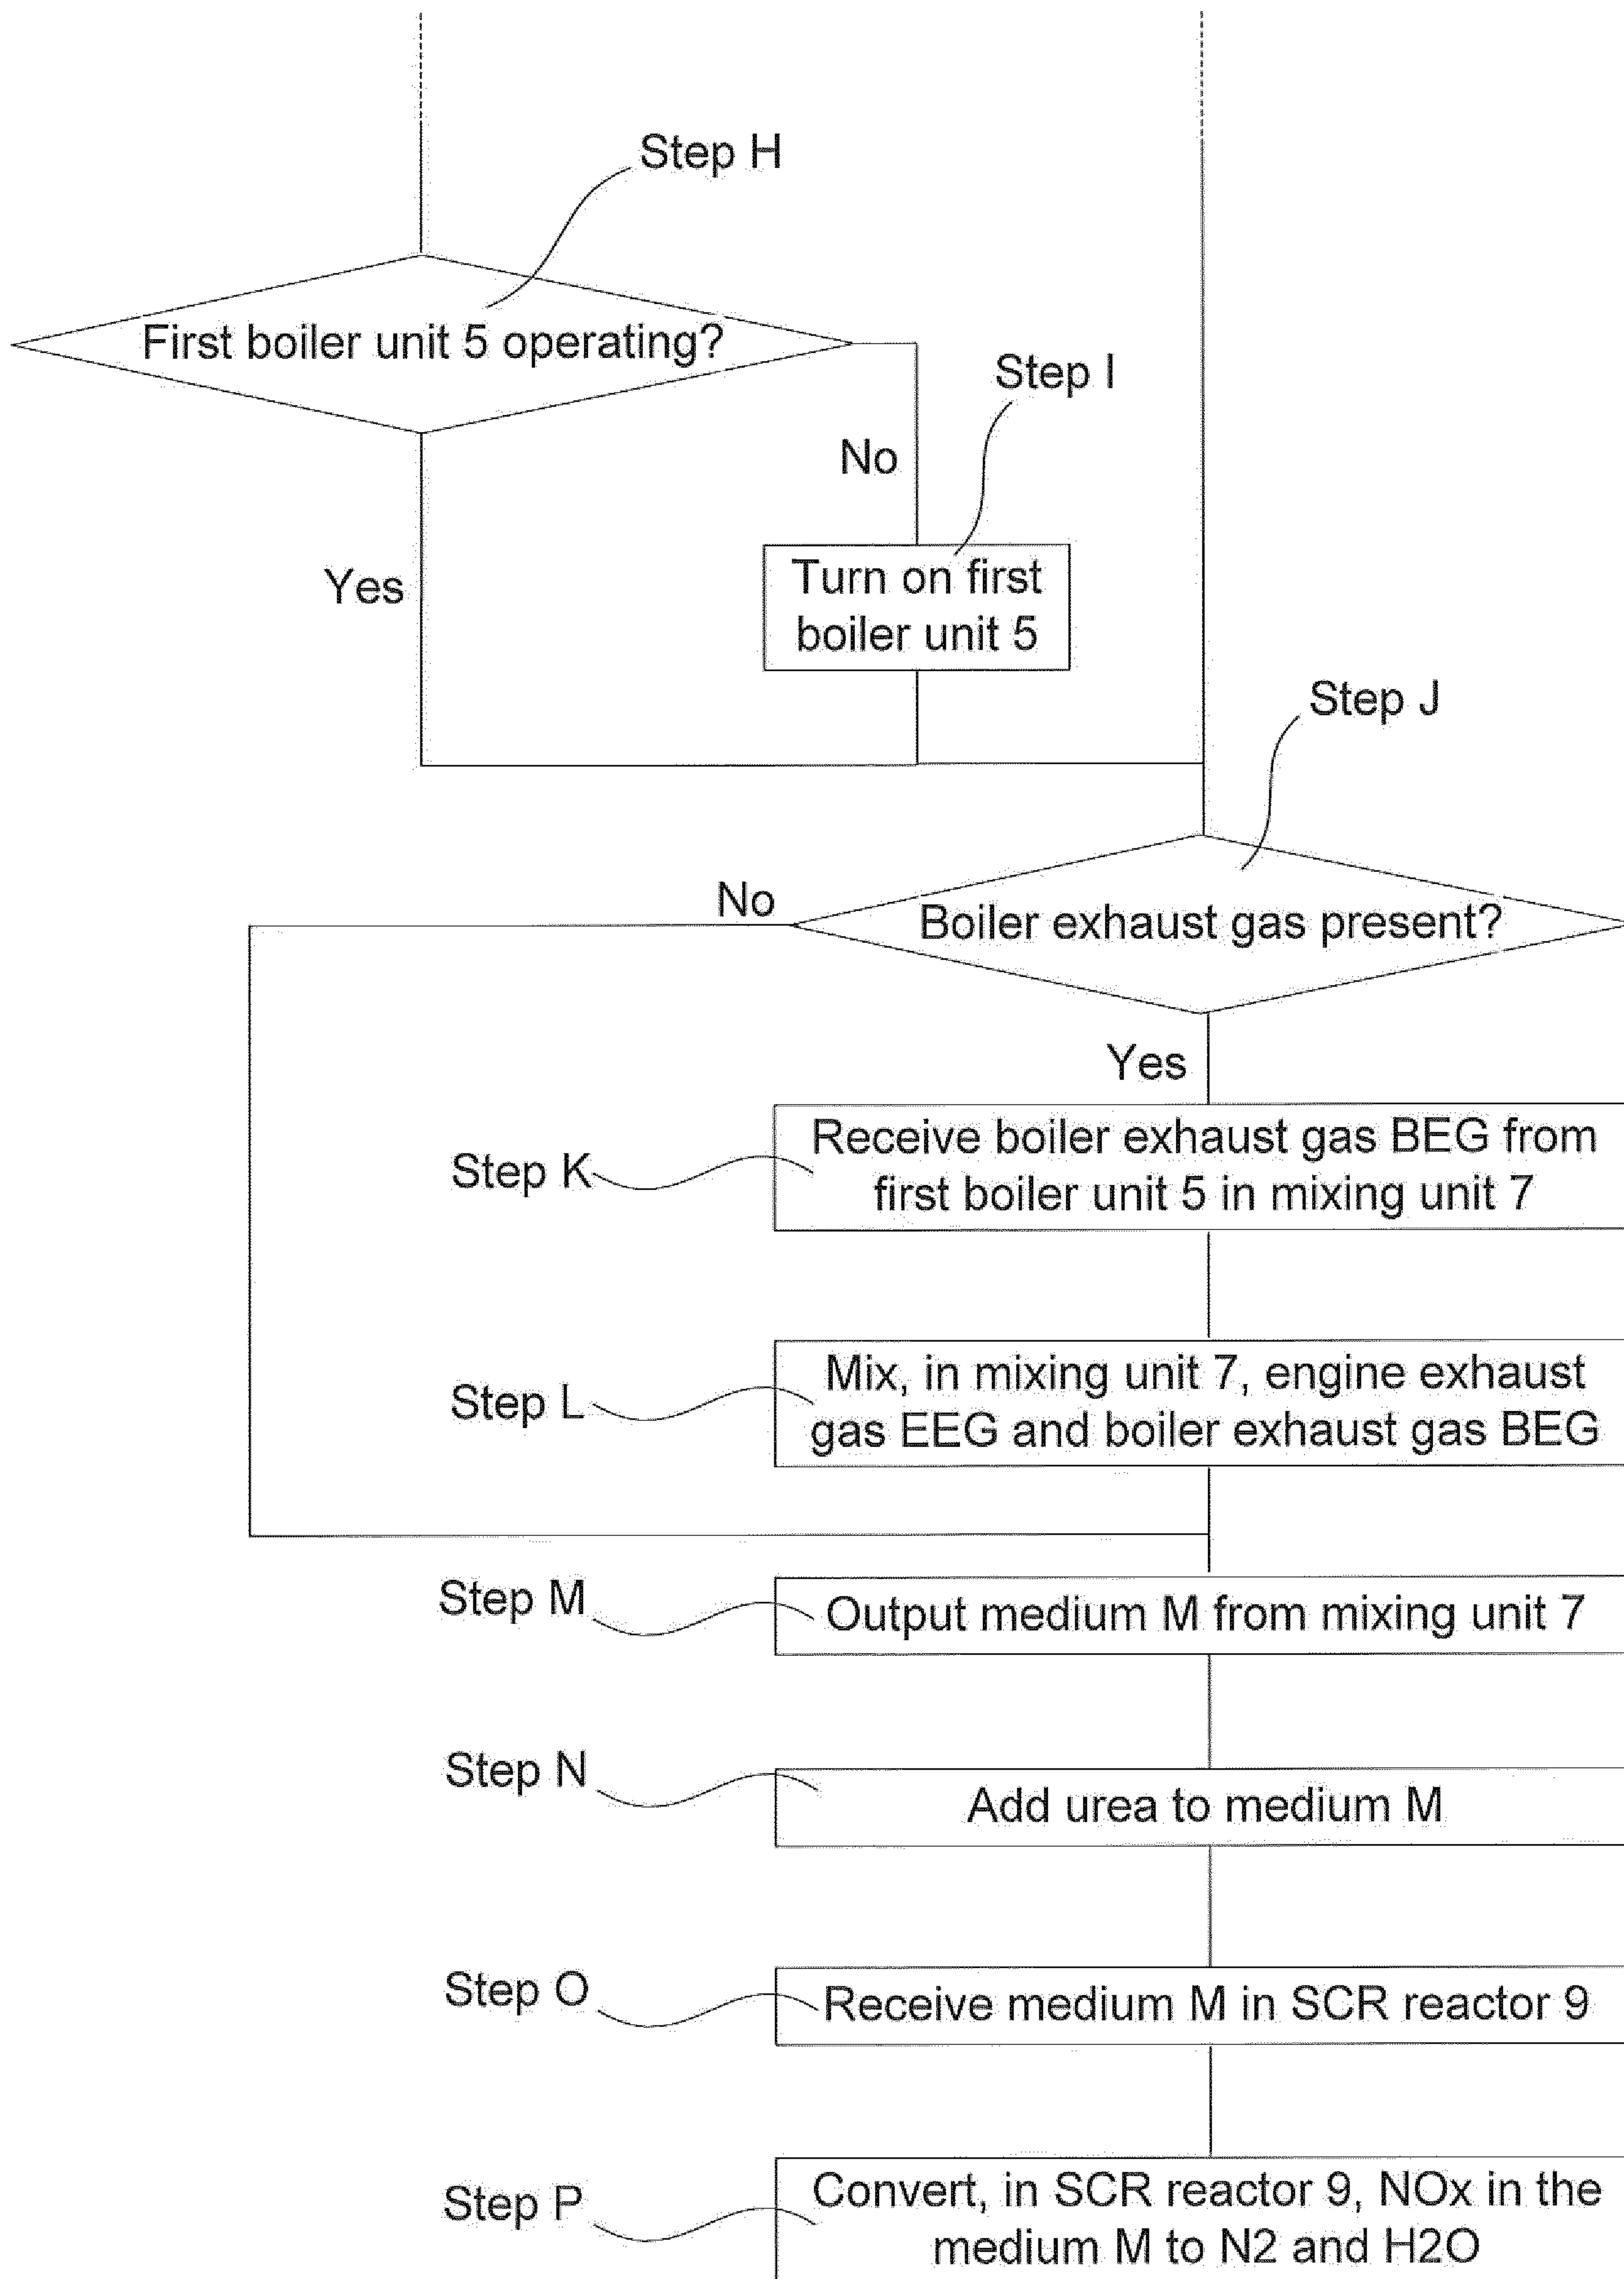 Step H
First boiler unit 5 operating?
Step I
No
Turn on first
boiler unit 5
Yes
Step J
No
Boiler exhaust gas present?
Yes
Step K
Receive boiler exhaust gas BEG from
first boiler unit 5 in mixing unit 7
Step L
Mix, in mixing unit 7, engine exhaust
gas EEG and boiler exhaust gas BEG
Step M
Output medium M from mixing unit 7
Step N
Add urea to medium M
Step O
Receive medium M in SCR reactor 9
Step P
Convert, in SCR reactor 9, NOx in the
medium M to N2 and H2O